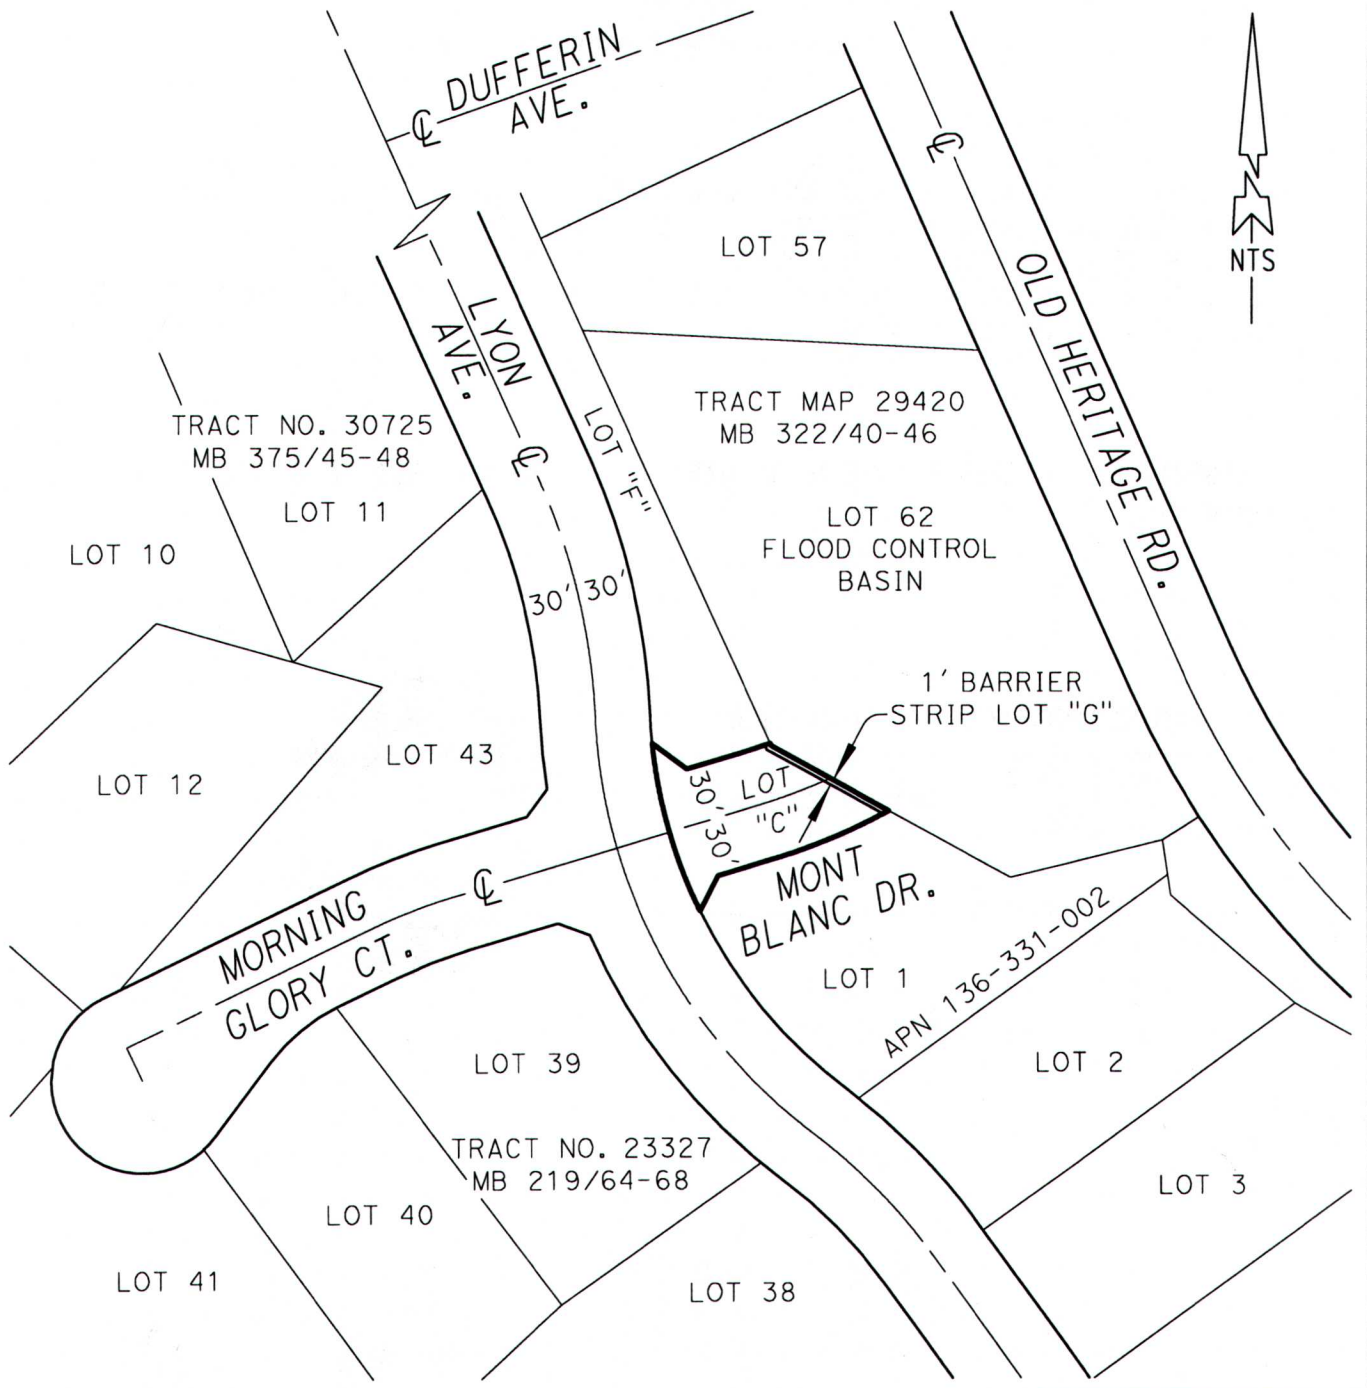 ℄ DUFFERIN
AVE.
℄
LOT 57
NTS
OLD HERITAGE RD.
LYON
AVE.
℄
LOT "F"
TRACT NO. 30725
MB 375/45-48
TRACT MAP 29420
MB 322/40-46
LOT 11
LOT 10
LOT 62
FLOOD CONTROL
BASIN
30' 30'
1' BARRIER
STRIP LOT "G"
LOT 43
LOT 12
30'
30'
LOT
"C"
MONT
BLANC DR.
℄
MORNING
GLORY CT.
LOT 1
APN 136-331-002
LOT 39
LOT 2
TRACT NO. 23327
MB 219/64-68
LOT 3
LOT 40
LOT 41
LOT 38